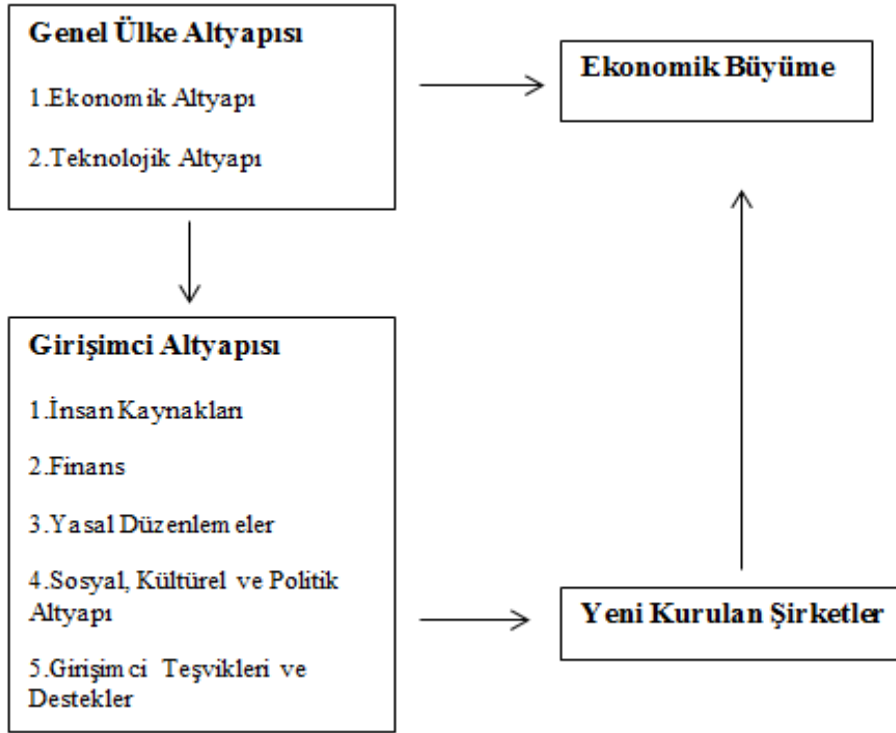 Genel Ülke Altyapısı
1.Ekonomik Altyapı
2.Teknolojik Altyapı
Ekonomik Büyüme
Girişimci Altyapısı
1.İnsan Kaynakları
2.Finans
3.Yasal Düzenlemeler
4.Sosyal, Kültürel ve Politik
Altyapı
5.Girişimci Teşvikleri ve
Destekler
Yeni Kurulan Şirketler